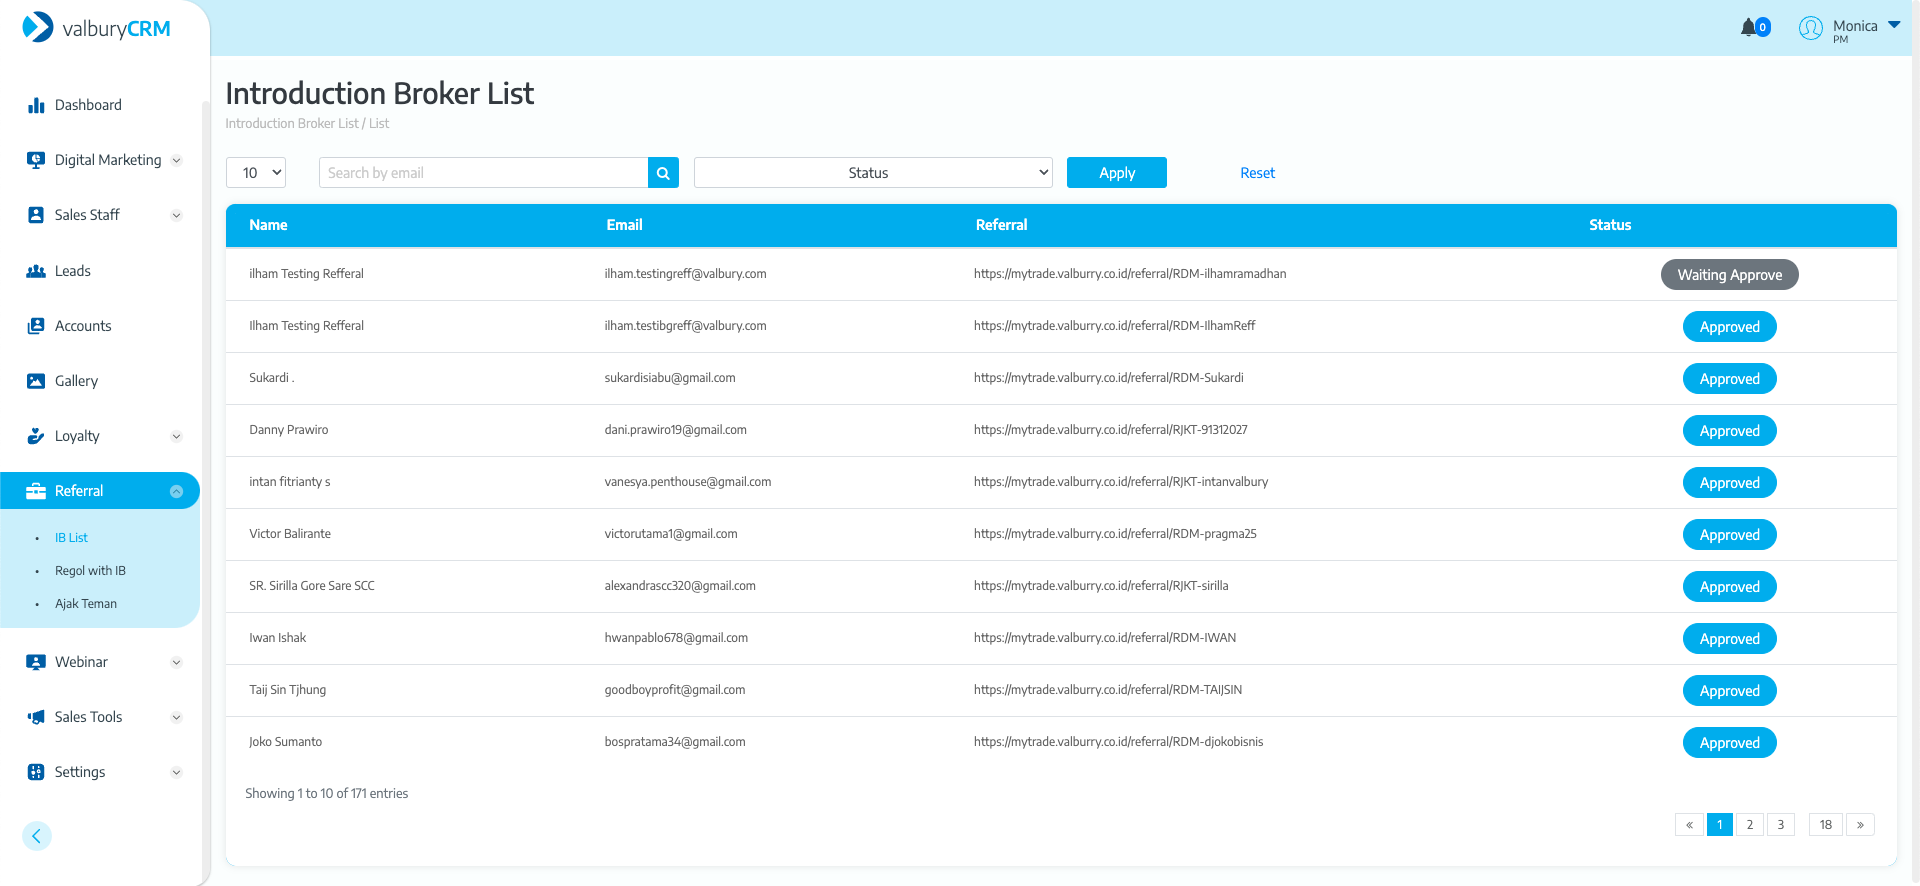 valburyCRM
0
Monica
PM
Dashboard
Digital Marketing
Sales Staff
Leads
Accounts
Gallery
Loyalty
Referral
• IB List
• Regol with IB
• Ajak Teman
Webinar
Sales Tools
Settings
Introduction Broker List
Introduction Broker List / List
10 Search by email Status Apply Reset
Name Email Referral Status
ilham Testing Refferal ilham.testingreff@valbury.com https://mytrade.valburry.co.id/referral/RDM-ilhamramadhan Waiting Approve
Ilham Testing Refferal ilham.testibgreff@valbury.com https://mytrade.valburry.co.id/referral/RDM-IlhamReff Approved
Sukardi . sukardisiabu@gmail.com https://mytrade.valburry.co.id/referral/RDM-Sukardi Approved
Danny Prawiro dani.prawiro19@gmail.com https://mytrade.valburry.co.id/referral/RJKT-91312027 Approved
intan fitrianty s vanesya.penthouse@gmail.com https://mytrade.valburry.co.id/referral/RJKT-intanvalbury Approved
Victor Balirante victorutama1@gmail.com https://mytrade.valburry.co.id/referral/RDM-pragma25 Approved
SR. Sirilla Gore Sare SCC alexandrascc320@gmail.com https://mytrade.valburry.co.id/referral/RJKT-sirilla Approved
Iwan Ishak hwanpablo678@gmail.com https://mytrade.valburry.co.id/referral/RDM-IWAN Approved
Taij Sin Tjhung goodboyprofit@gmail.com https://mytrade.valburry.co.id/referral/RDM-TAIJSIN Approved
Joko Sumanto bospratama34@gmail.com https://mytrade.valburry.co.id/referral/RDM-djokobisnis Approved
Showing 1 to 10 of 171 entries
« 1 2 3 18 »